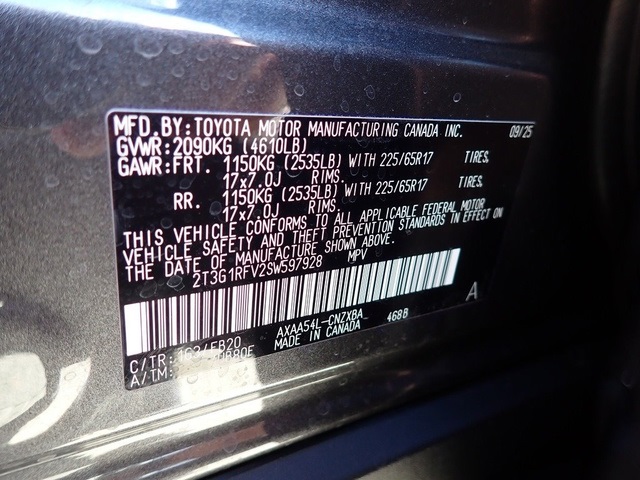 MFD. BY: TOYOTA MOTOR MANUFACTURING CANADA INC. 09/25
GVWR: 2090KG (4610LB)
GAWR: FRT. 1150KG (2535LB) WITH 225/65R17 TIRES.
17x7.0J RIMS.
RR. 1150KG (2535LB) WITH 225/65R17 TIRES.
17x7.0J RIMS.
THIS VEHICLE CONFORMS TO ALL APPLICABLE FEDERAL MOTOR
VEHICLE SAFETY AND THEFT PREVENTION STANDARDS IN EFFECT ON
THE DATE OF MANUFACTURE SHOWN ABOVE.
2T3G1RFV2SW597928 MPV
A
C/TR: 1G3/EB20 AXAA54L-CNZXBA 468B
A/TM: MADE IN CANADA